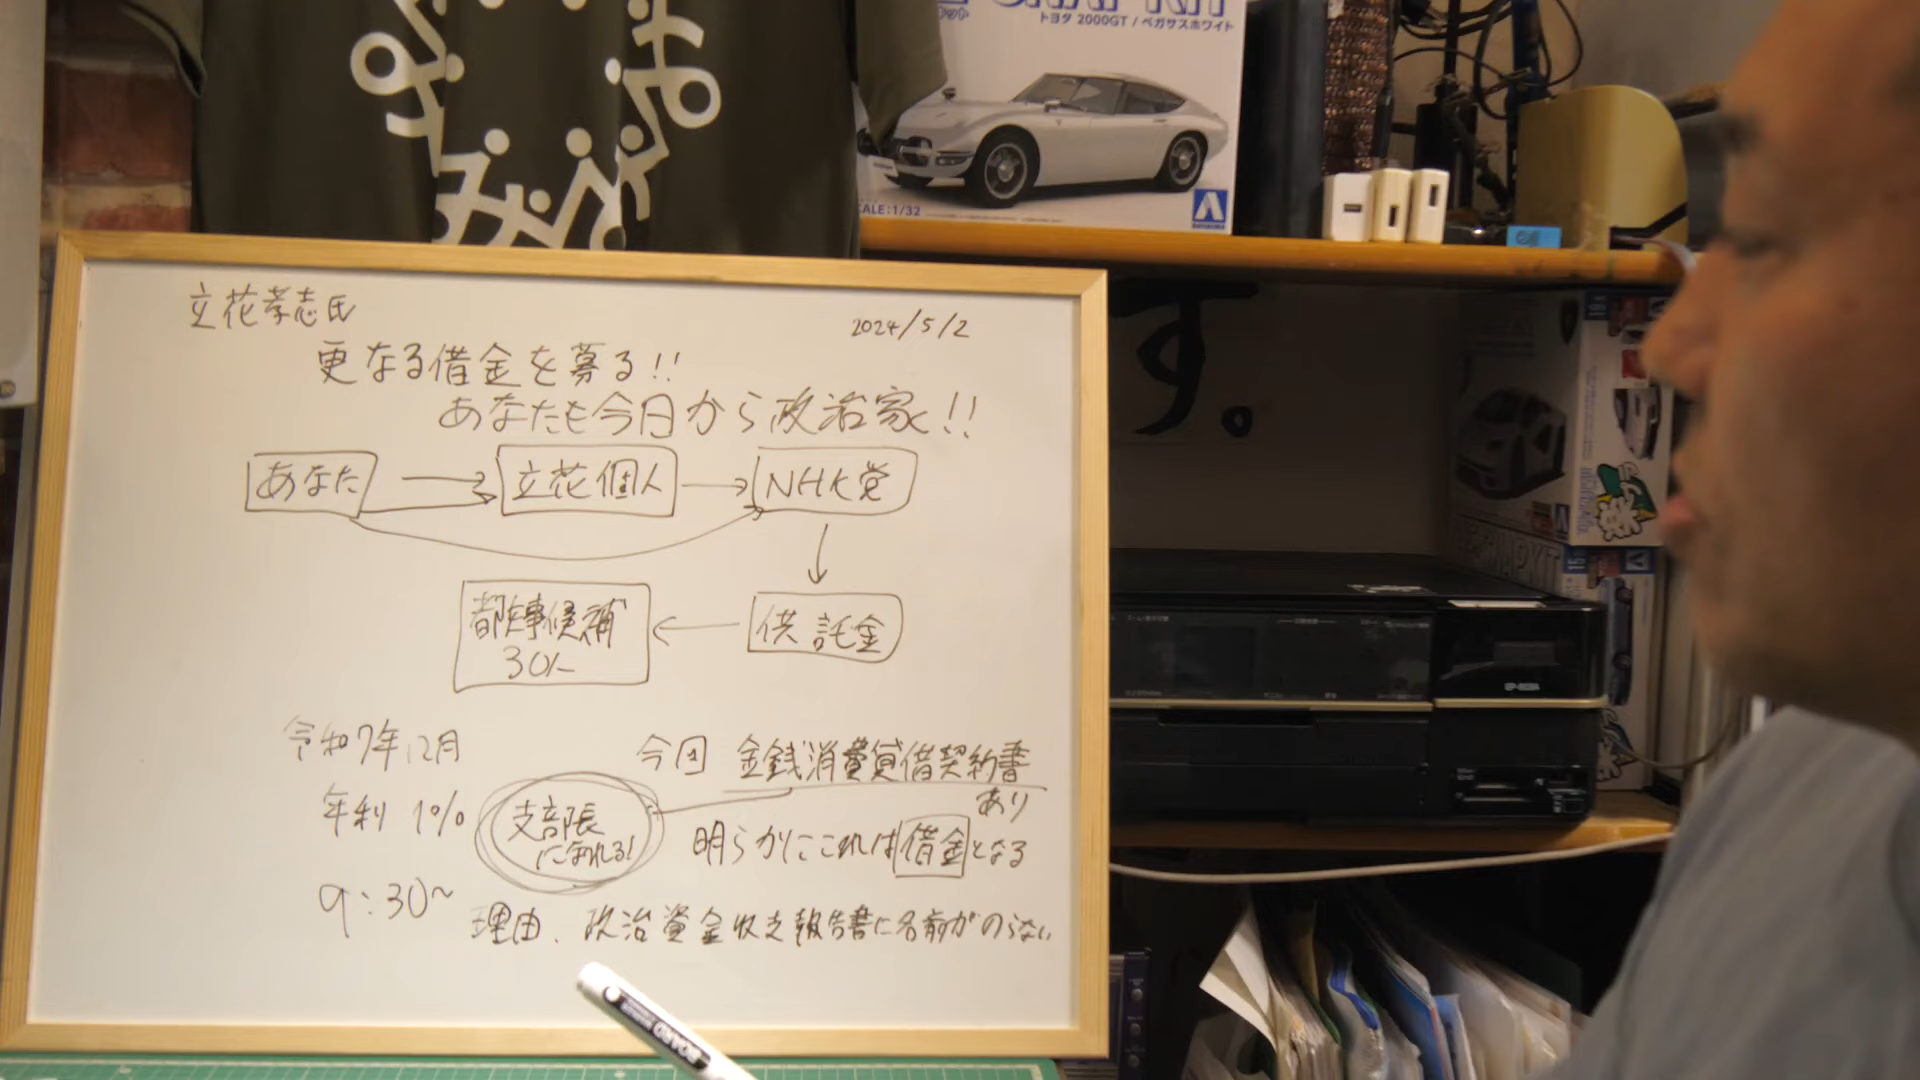 トヨタ 2000GT / ペガサスホワイト
SCALE:1/32
立花孝志氏
2024/5/2
更なる借金を募る!!
あなたも今日から政治家!!
あなた
立花個人
NHK党
都知事候補
30人
供託金
令和7年12月
年利 1%
9:30~
支部長
になれる!
今回 金銭消費貸借契約書
あり
明らかにこれは借金となる
理由、政治資金収支報告書に名前がのらない
す。
BOARD